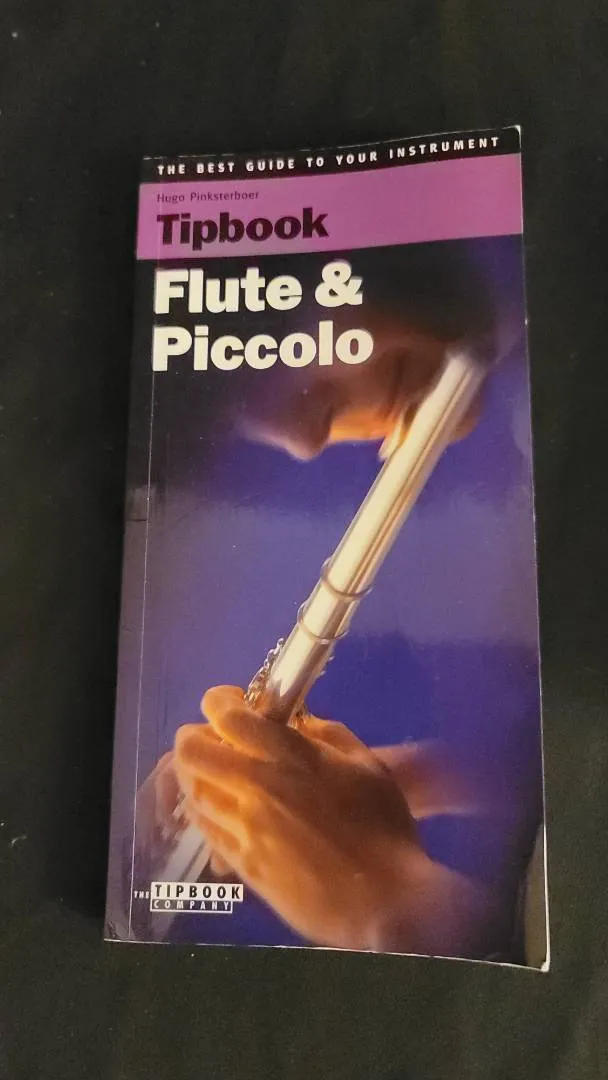 THE BEST GUIDE TO YOUR INSTRUMENT
Hugo Pinksterboer
Tipbook
Flute &
Piccolo
THE TIPBOOK
COMPANY